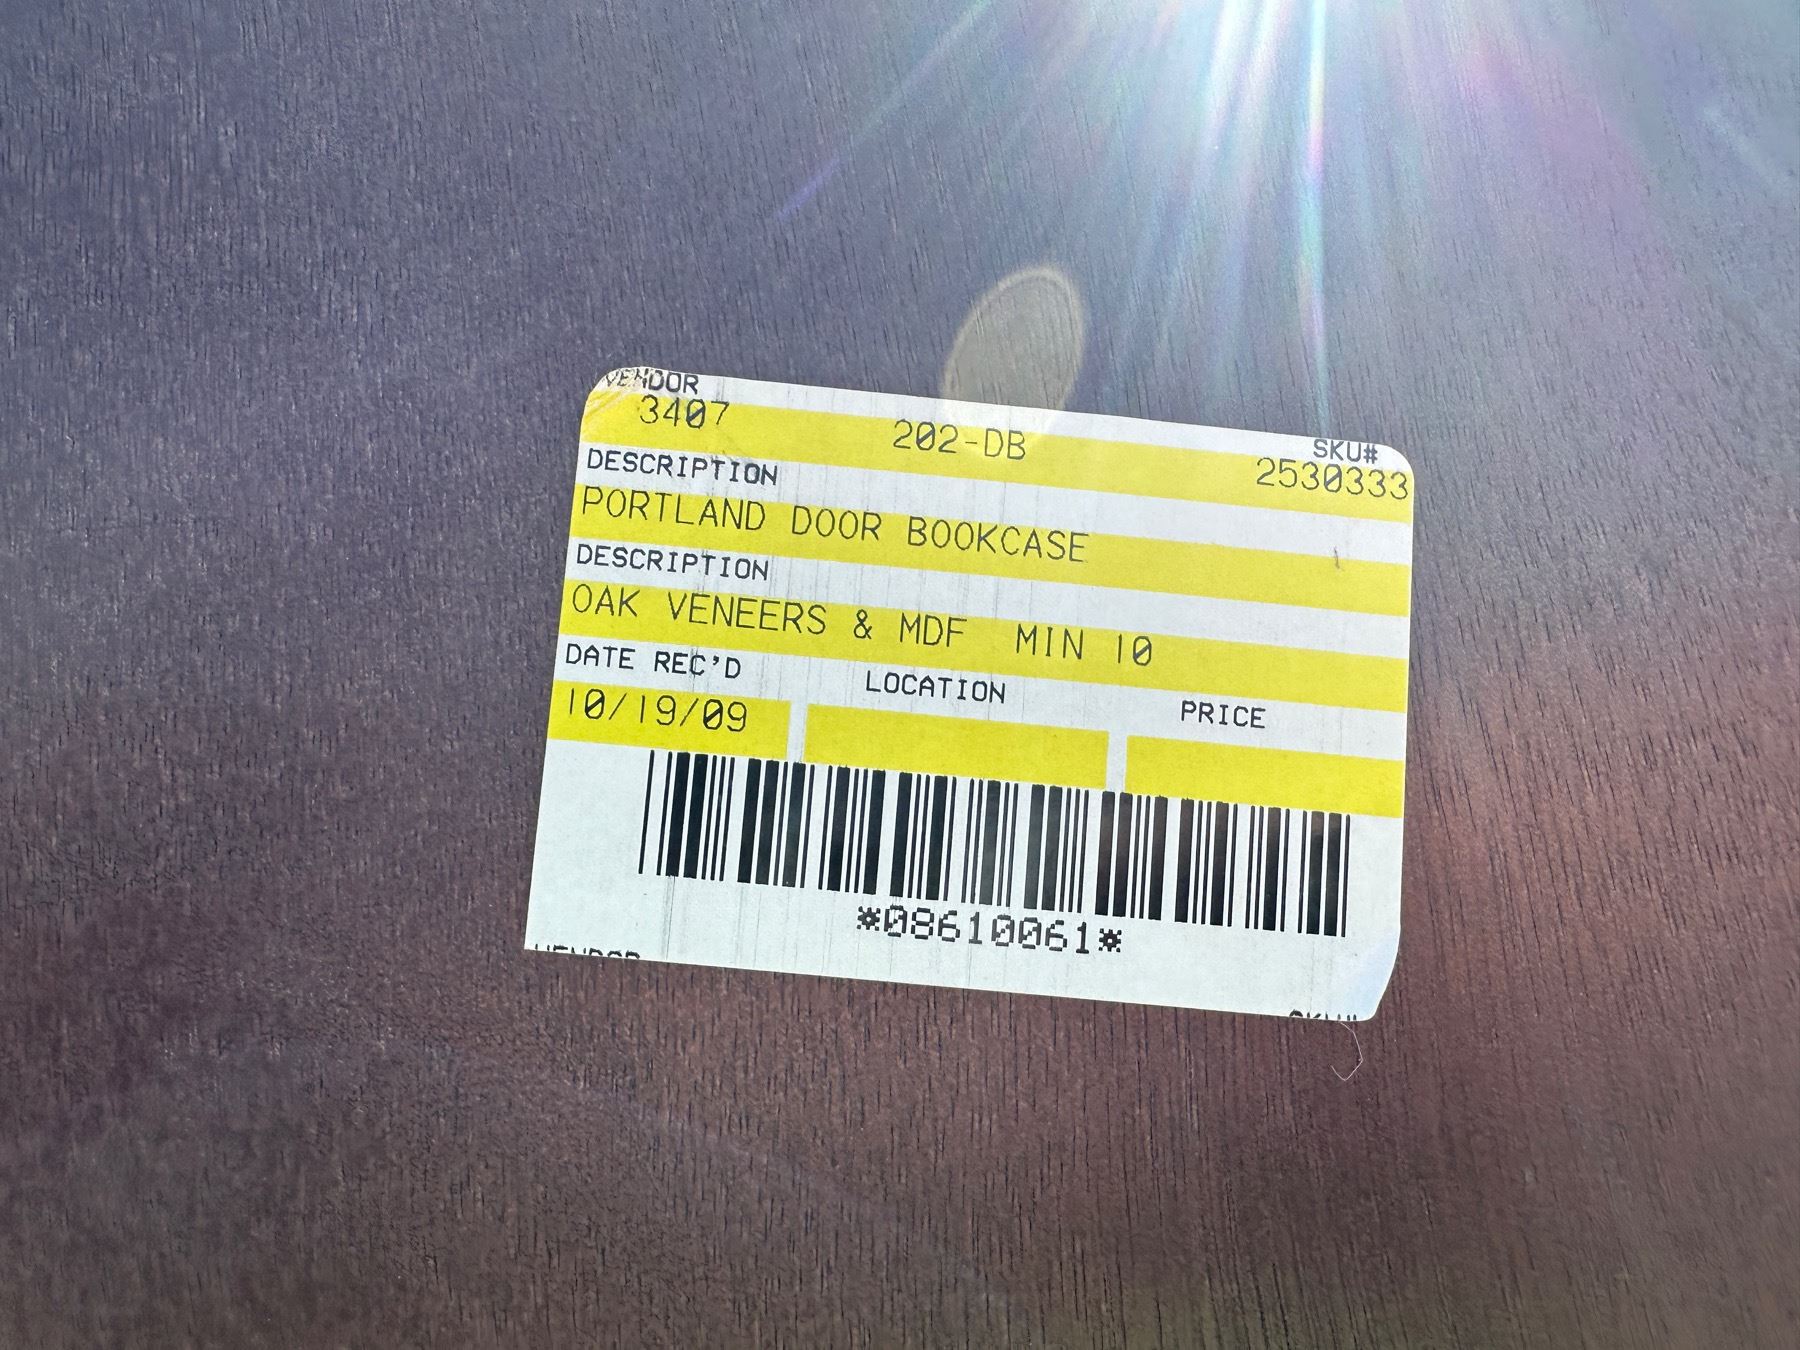 VENDOR
3407 202-DB SKU#
2530333
DESCRIPTION
PORTLAND DOOR BOOKCASE
DESCRIPTION
OAK VENEERS & MDF MIN 10
DATE REC'D LOCATION PRICE
10/19/09
*08610061*
VENDOR